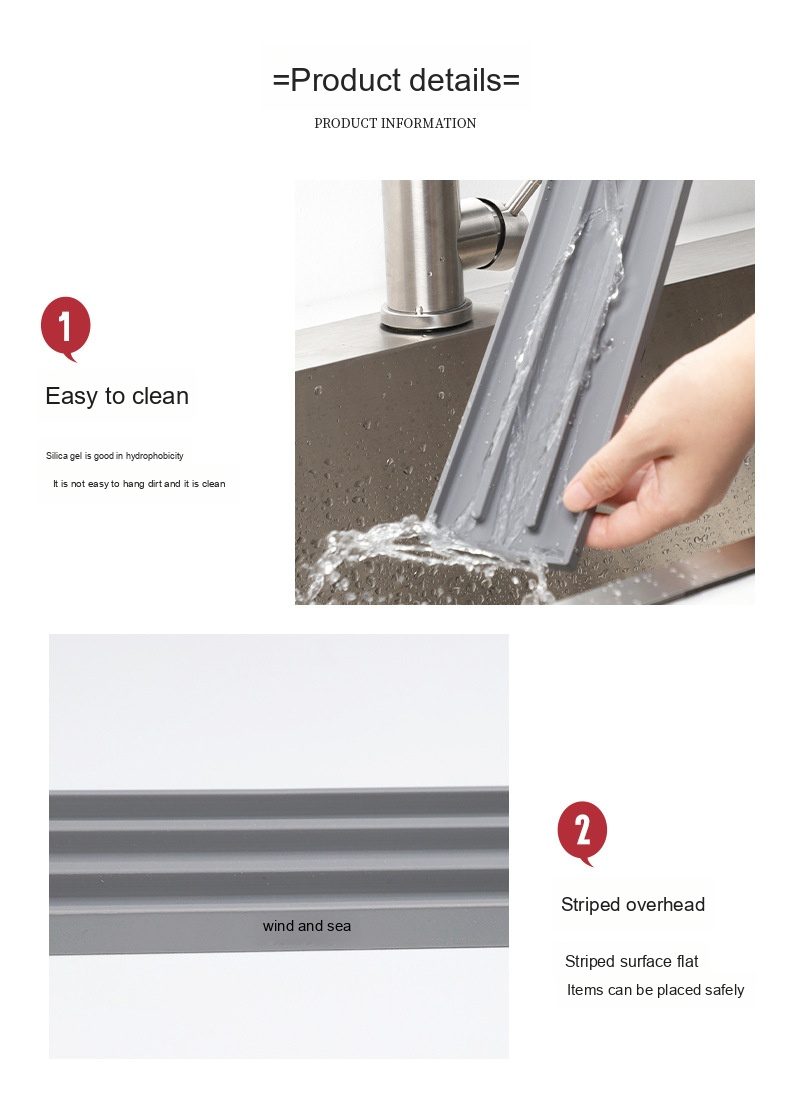 =Product details=
PRODUCT INFORMATION
1
Easy to clean
Silica gel is good in hydrophobicity
It is not easy to hang dirt and it is clean
wind and sea
2
Striped overhead
Striped surface flat
Items can be placed safely